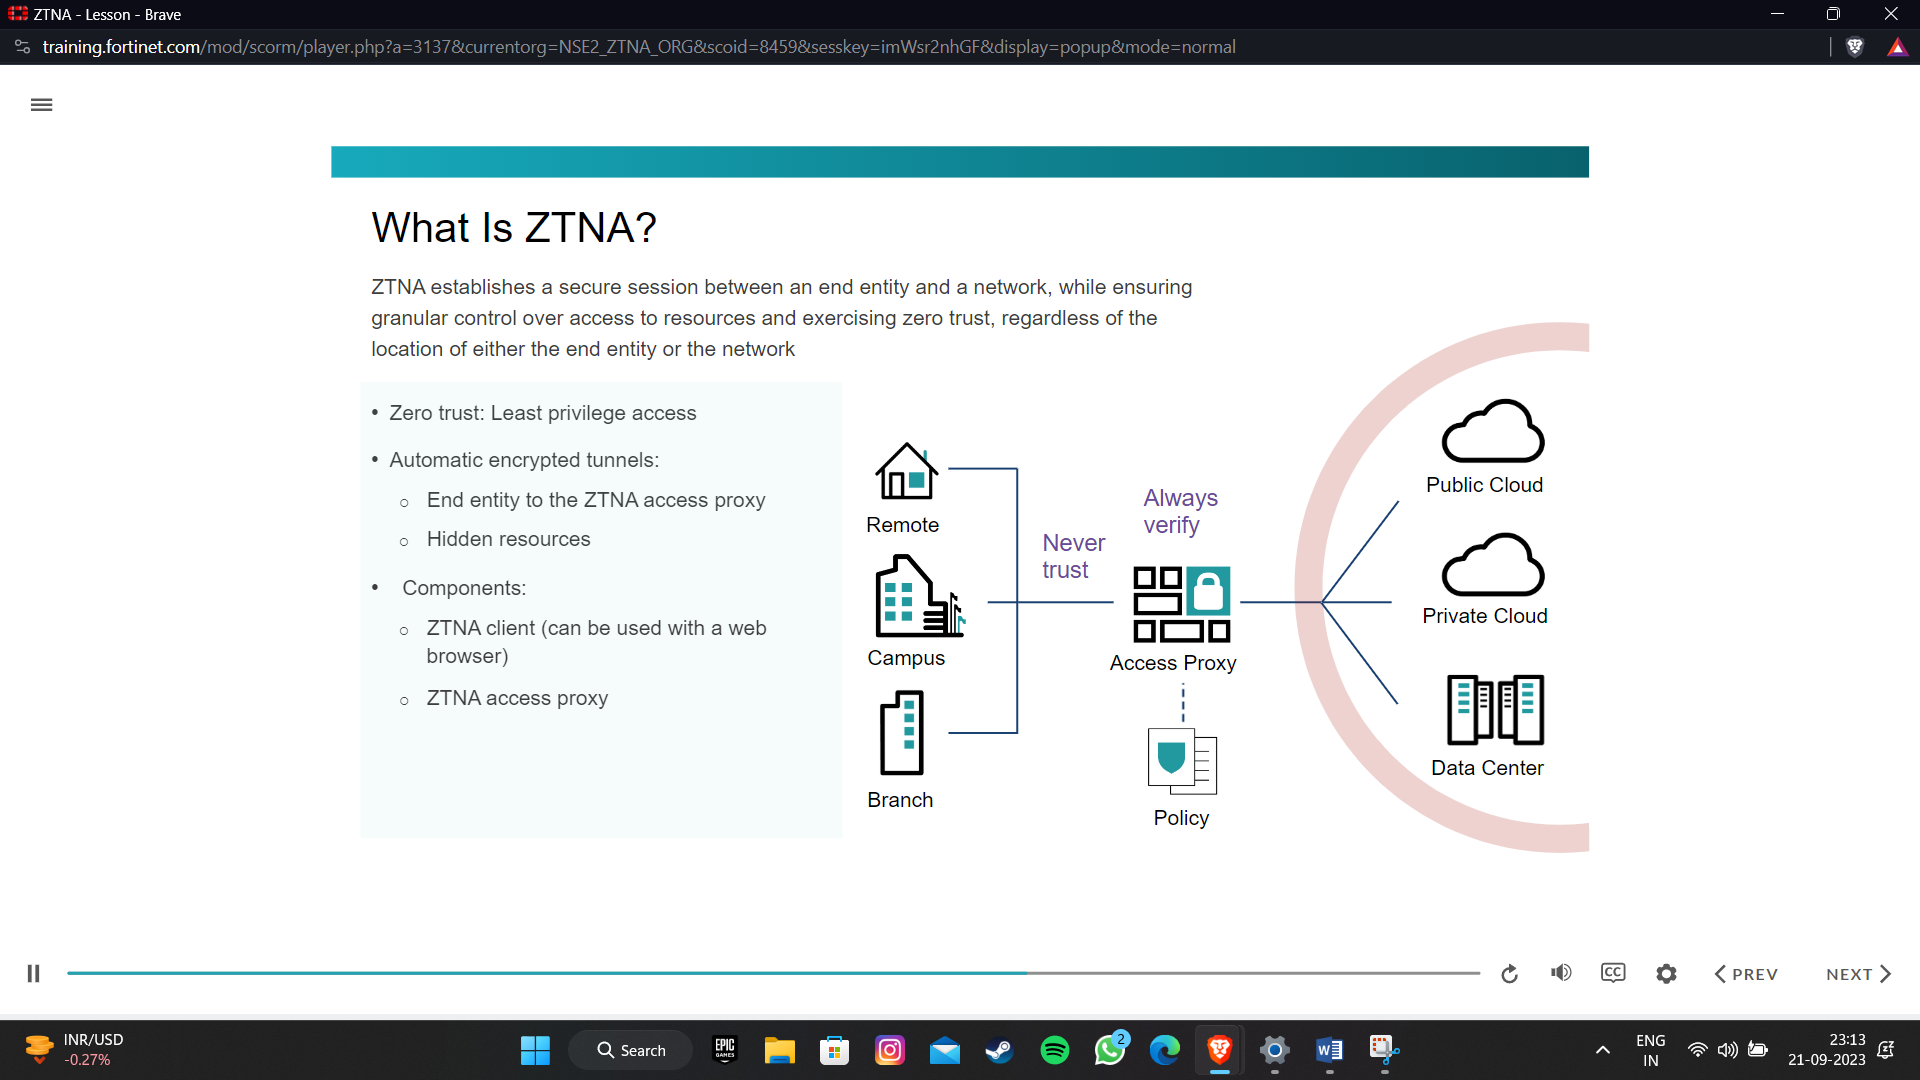 ZTNA - Lesson - Brave
training.fortinet.com/mod/scorm/player.php?a=3137&currentorg=NSE2_ZTNA_ORG&scoid=8459&sesskey=imWsr2nhGF&display=popup&mode=normal
What Is ZTNA?
ZTNA establishes a secure session between an end entity and a network, while ensuring
granular control over access to resources and exercising zero trust, regardless of the
location of either the end entity or the network
• Zero trust: Least privilege access
• Automatic encrypted tunnels:
o End entity to the ZTNA access proxy
o Hidden resources
• Components:
o ZTNA client (can be used with a web
browser)
o ZTNA access proxy
Remote
Campus
Branch
Never
trust
Always
verify
Access Proxy
Policy
Public Cloud
Private Cloud
Data Center
CC
PREV
NEXT
INR/USD
-0.27%
Search
EPIC
GAMES
2
W
ENG
IN
23:13
21-09-2023